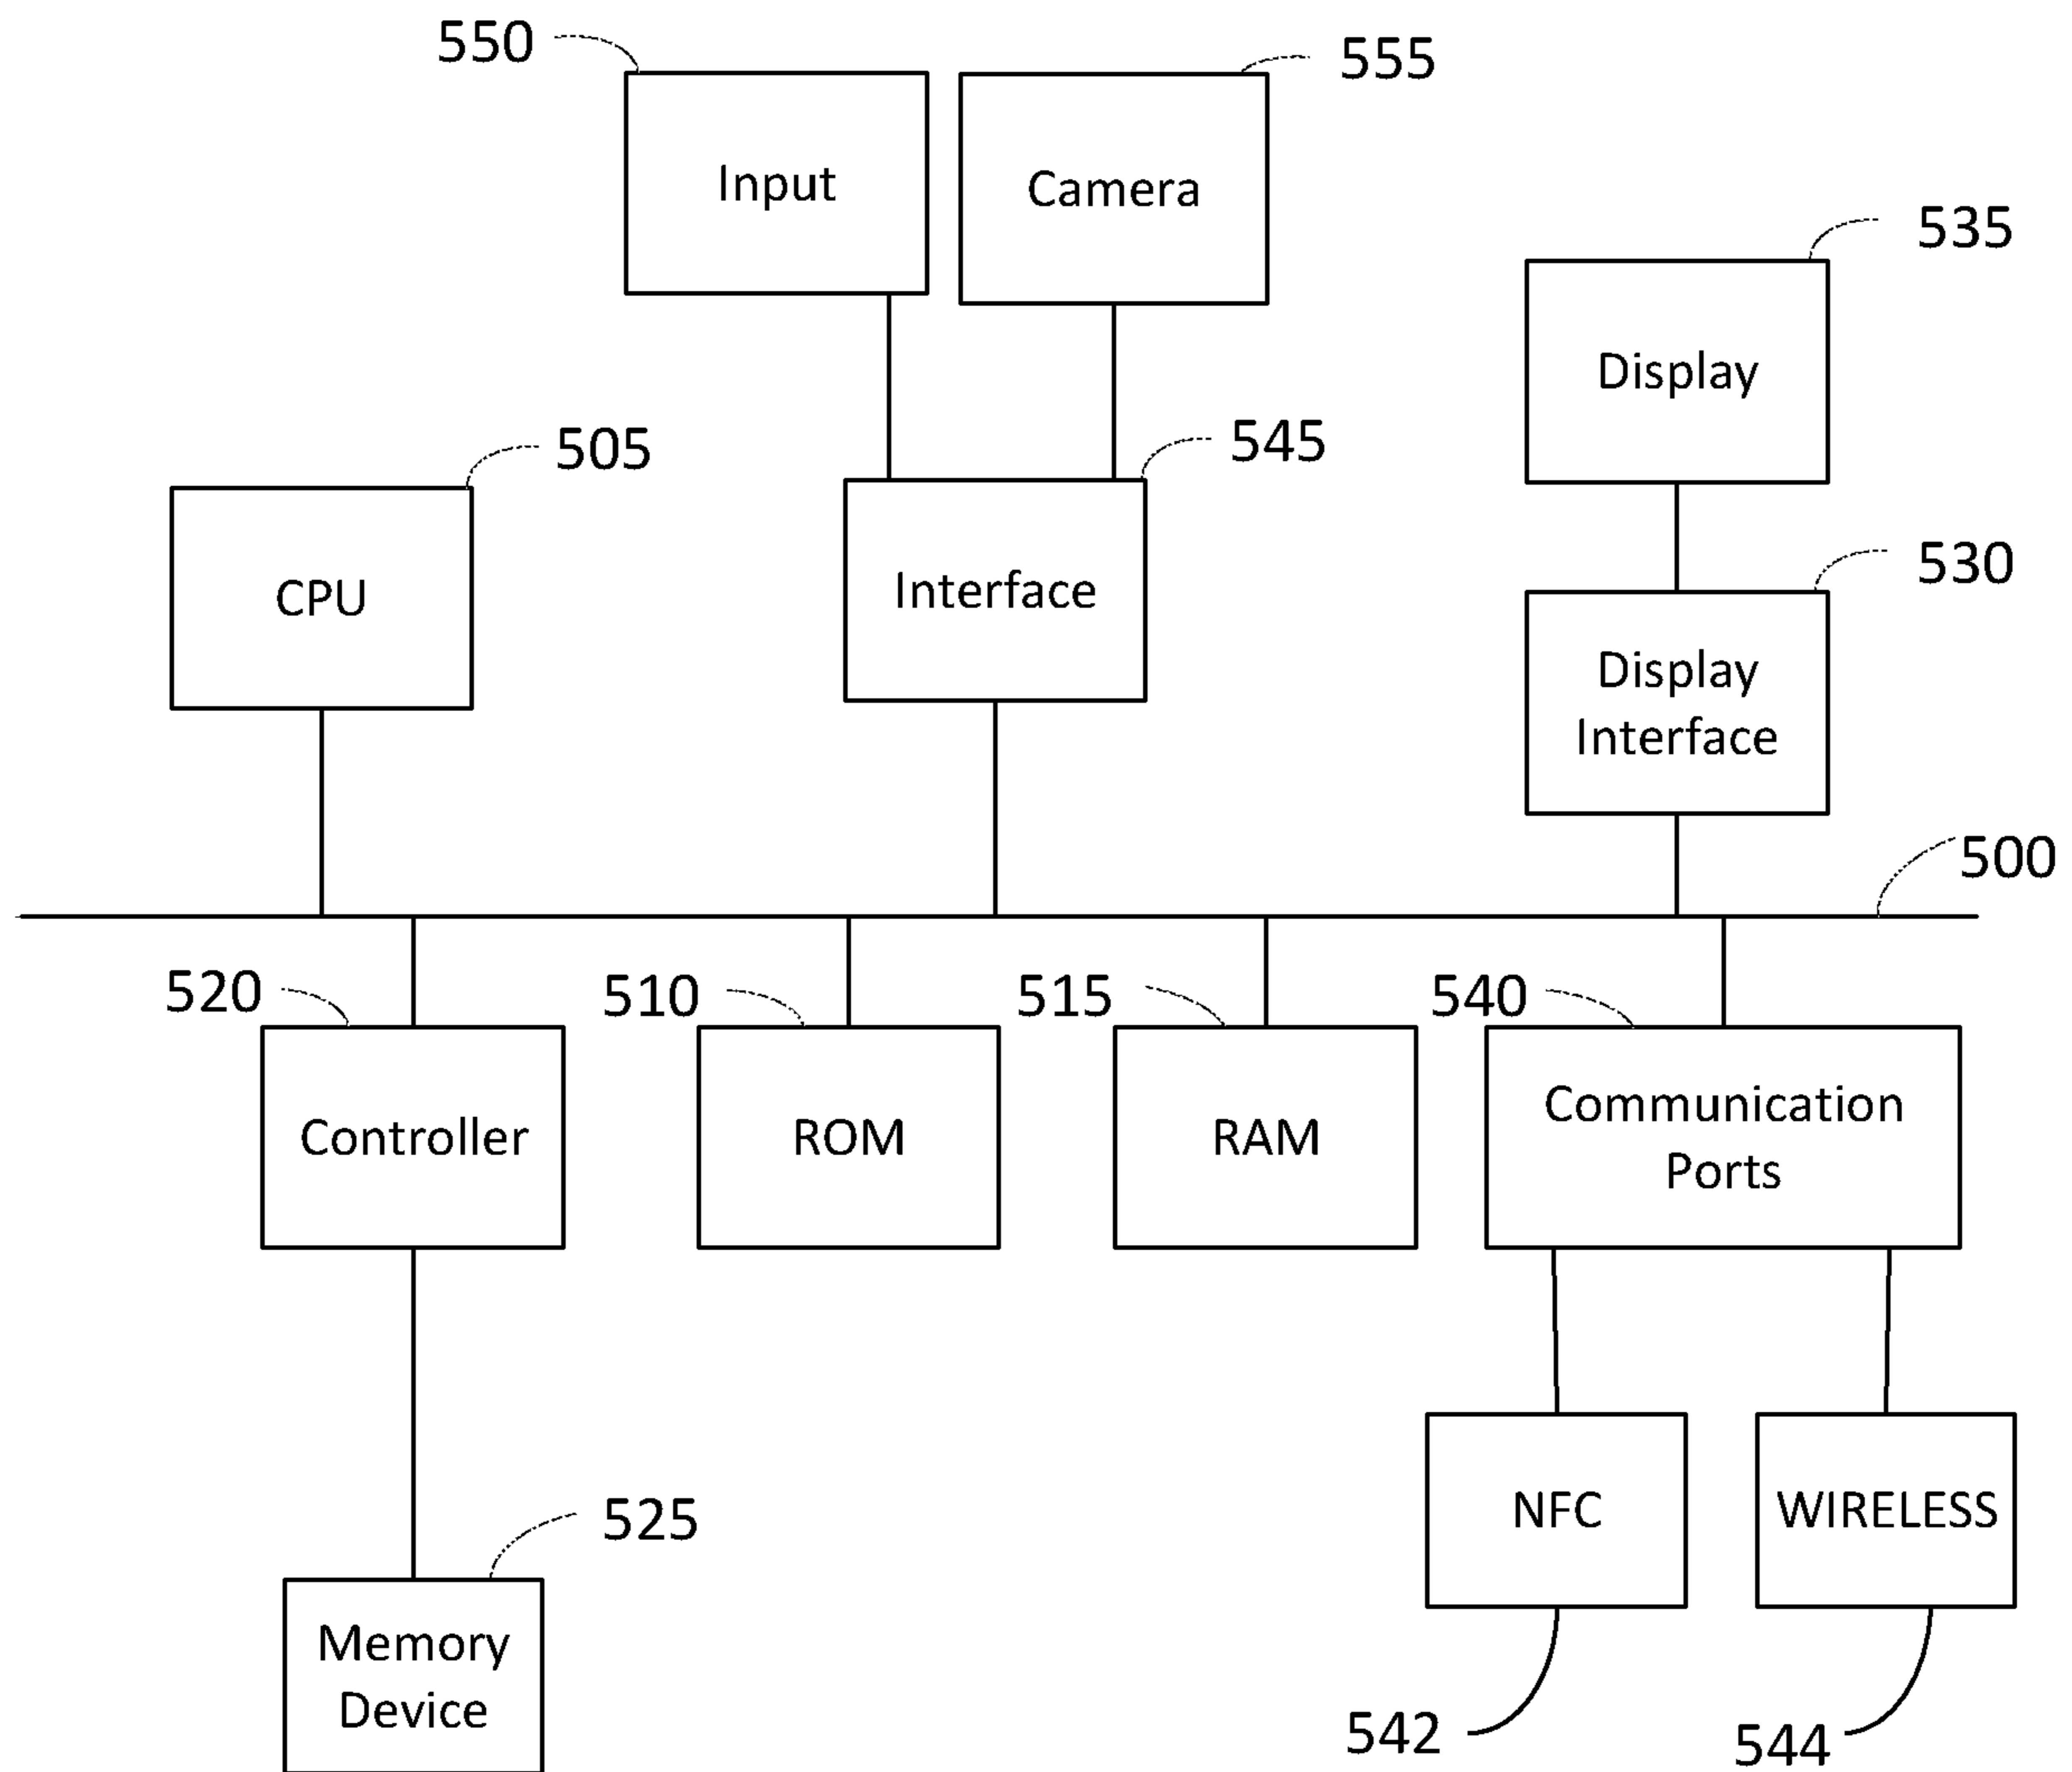 550
555
Input
Camera
535
Display
505
545
CPU
Interface
530
Display
Interface
500
520
510
515
540
Controller
ROM
RAM
Communication
Ports
525
NFC
WIRELESS
Memory
Device
542
544